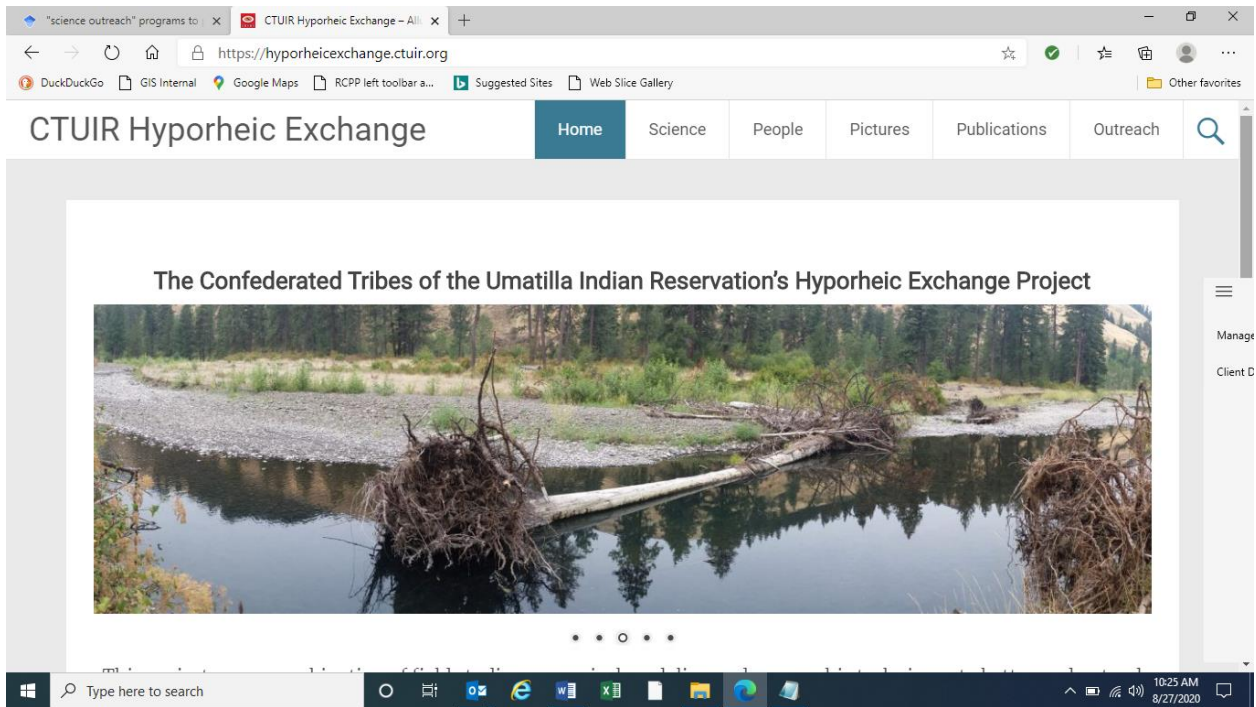 "science outreach" programs to
CTUIR Hyporheic Exchange – All
https://hyporheicexchange.ctuir.org
DuckDuckGo GIS Internal Google Maps RCPP left toolbar a... Suggested Sites Web Slice Gallery Other favorites
CTUIR Hyporheic Exchange Home Science People Pictures Publications Outreach
The Confederated Tribes of the Umatilla Indian Reservation's Hyporheic Exchange Project
Manage
Client D
Type here to search
10:25 AM
8/27/2020